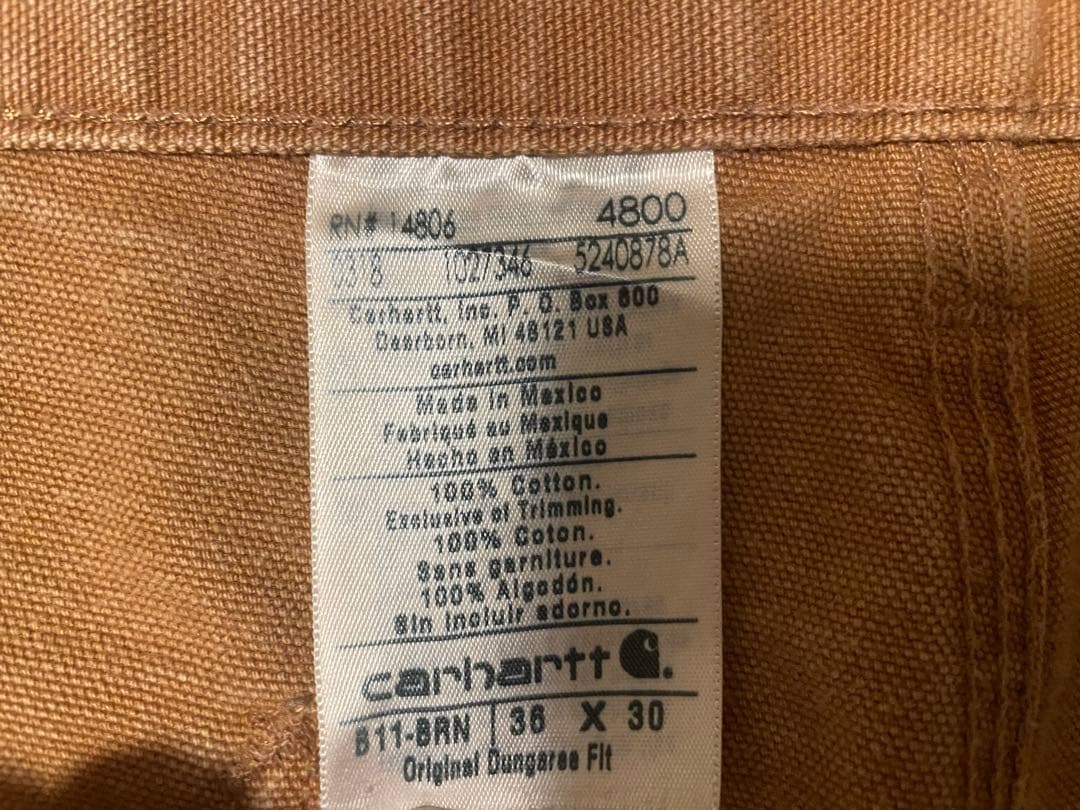 RN# 14806 4800
1027346 5240878A
Carhartt, Inc. P. O. Box 600
Dearborn, MI 48121 USA
carhartt.com
Made in Mexico
Fabriqué au Mexique
Hecho en México
100% Cotton.
Exclusive of Trimming.
100% Coton.
Sans garniture.
100% Algodón.
Sin incluir adorno.
carhartt
B11-BRN 36 X 30
Original Dungaree Fit